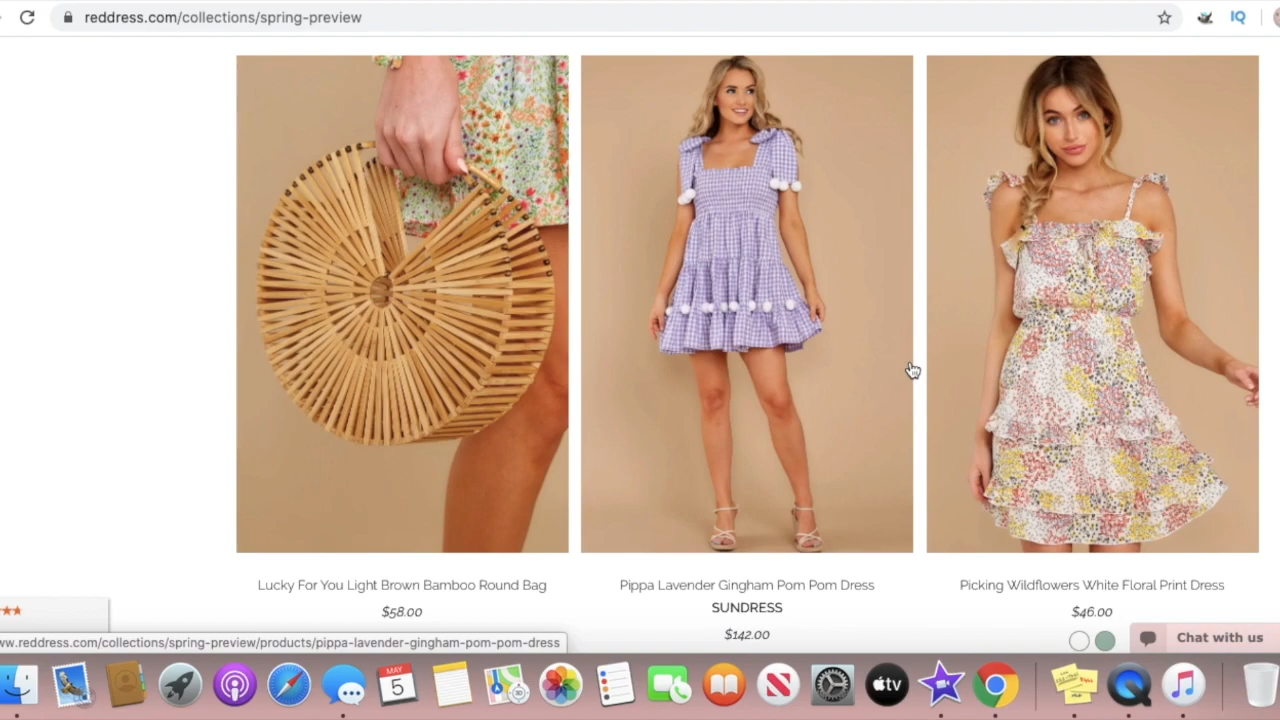 reddress.com/collections/spring-preview
IQ
Lucky For You Light Brown Bamboo Round Bag
$58.00
Pippa Lavender Gingham Pom Pom Dress
SUNDRESS
$142.00
Picking Wildflowers White Floral Print Dress
$46.00
ww.reddress.com/collections/spring-preview/products/pippa-lavender-gingham-pom-pom-dress
Chat with us
MAY
5
tv